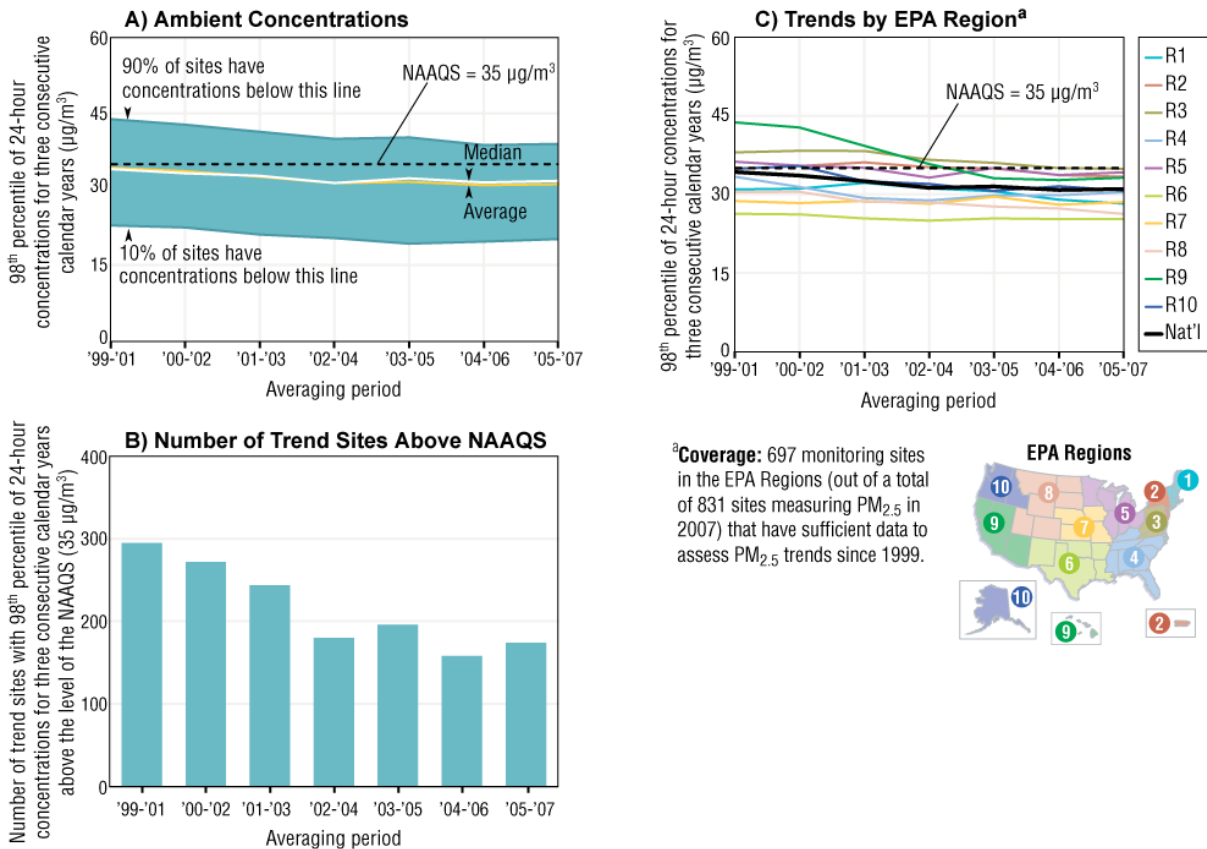 A) Ambient Concentrations
98th percentile of 24-hour
concentrations for three consecutive
calendar years (µg/m³)
60
45
30
15
0
90% of sites have
concentrations below this line
NAAQS = 35 µg/m³
Median
Average
10% of sites have
concentrations below this line
'99-'01
'00-'02
'01-'03
'02-'04
'03-'05
'04-'06
'05-'07
Averaging period
B) Number of Trend Sites Above NAAQS
Number of trend sites with 98th percentile of 24-hour
concentrations for three consecutive calendar years
above the level of the NAAQS (35 µg/m³)
400
300
200
100
0
'99-'01
'00-'02
'01-'03
'02-'04
'03-'05
'04-'06
'05-'07
Averaging period
C) Trends by EPA Regionᵃ
98th percentile of 24-hour concentrations for
three consecutive calendar years (µg/m³)
60
45
30
15
0
NAAQS = 35 µg/m³
'99-'01
'00-'02
'01-'03
'02-'04
'03-'05
'04-'06
'05-'07
Averaging period
R1
R2
R3
R4
R5
R6
R7
R8
R9
R10
Nat'l
ᵃCoverage: 697 monitoring sites
in the EPA Regions (out of a total
of 831 sites measuring PM₂.₅ in
2007) that have sufficient data to
assess PM₂.₅ trends since 1999.
EPA Regions
10
8
2
1
5
9
7
3
6
4
10
9
2